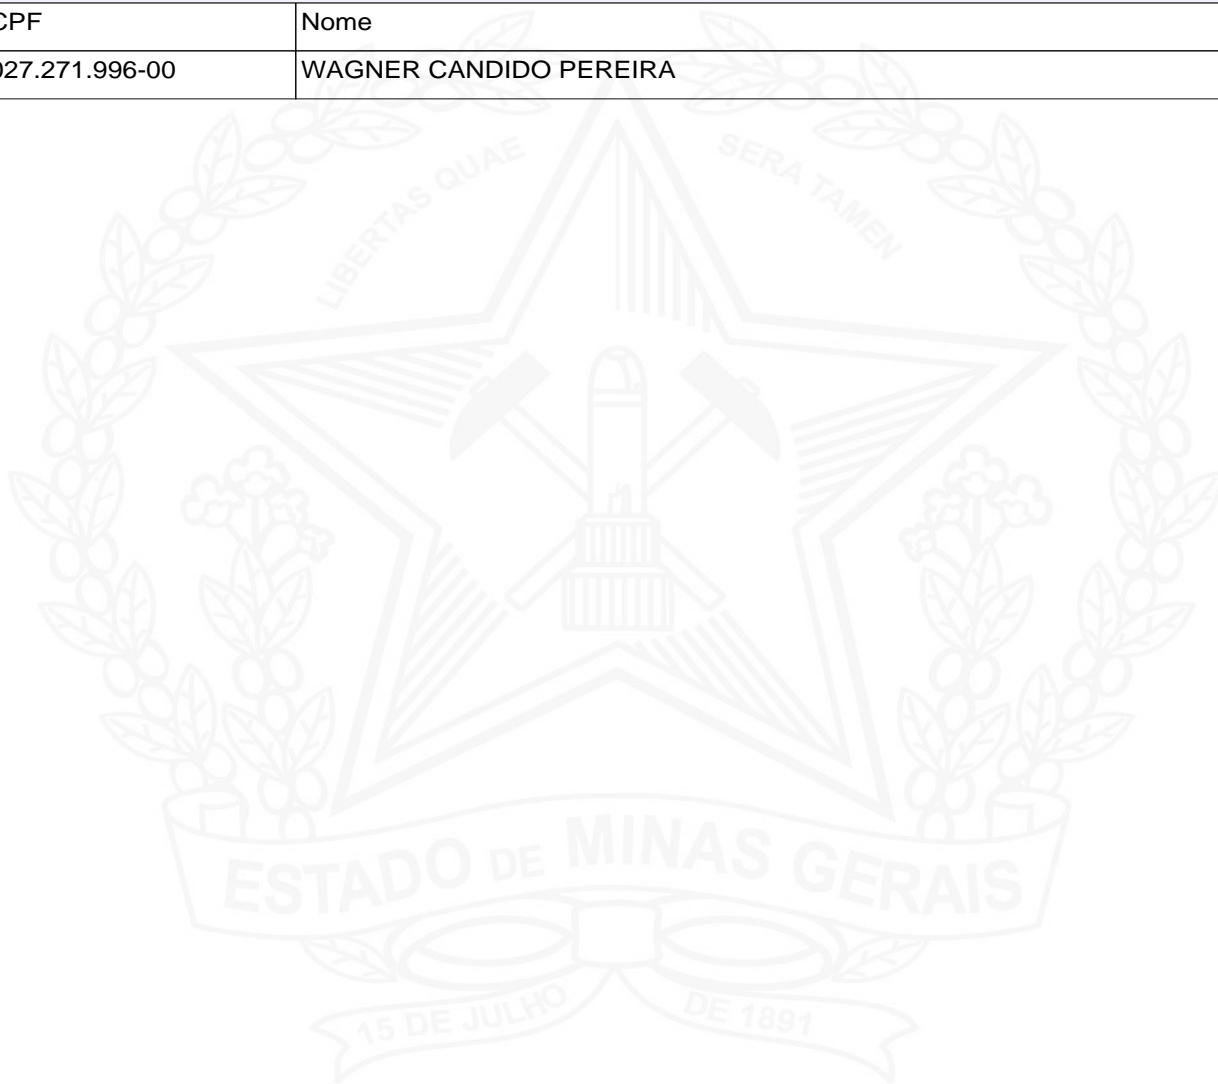 CPF Nome
027.271.996-00 WAGNER CANDIDO PEREIRA
LIBERTAS QUAE SERA TAMEN
ESTADO DE MINAS GERAIS
15 DE JULHO DE 1891